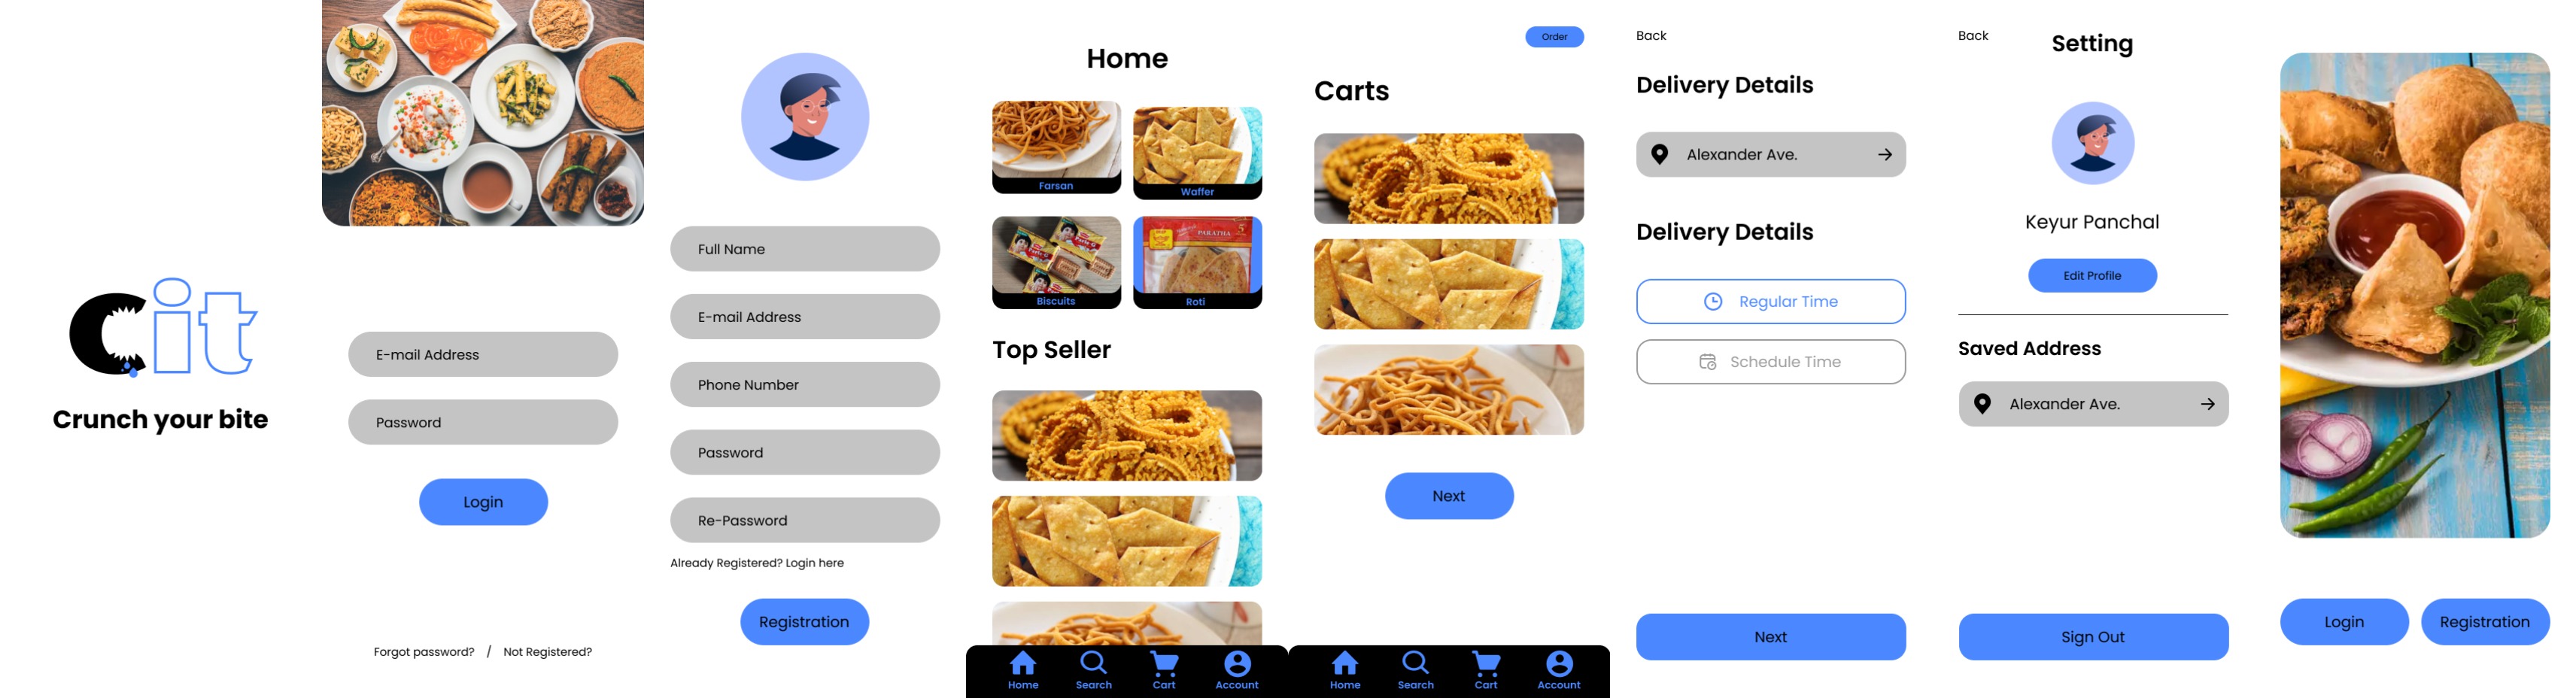 Cit
Crunch your bite
E-mail Address
Password
Login
Forgot password? / Not Registered?
Full Name
E-mail Address
Phone Number
Password
Re-Password
Already Registered? Login here
Registration
Home
Farsan
Waffer
Biscuits
PARATHA
Roti
Top Seller
Home
Search
Cart
Account
Order
Carts
Next
Home
Search
Cart
Account
Back
Delivery Details
Alexander Ave.
Delivery Details
Regular Time
Schedule Time
Next
Back
Setting
Keyur Panchal
Edit Profile
Saved Address
Alexander Ave.
Sign Out
Login
Registration